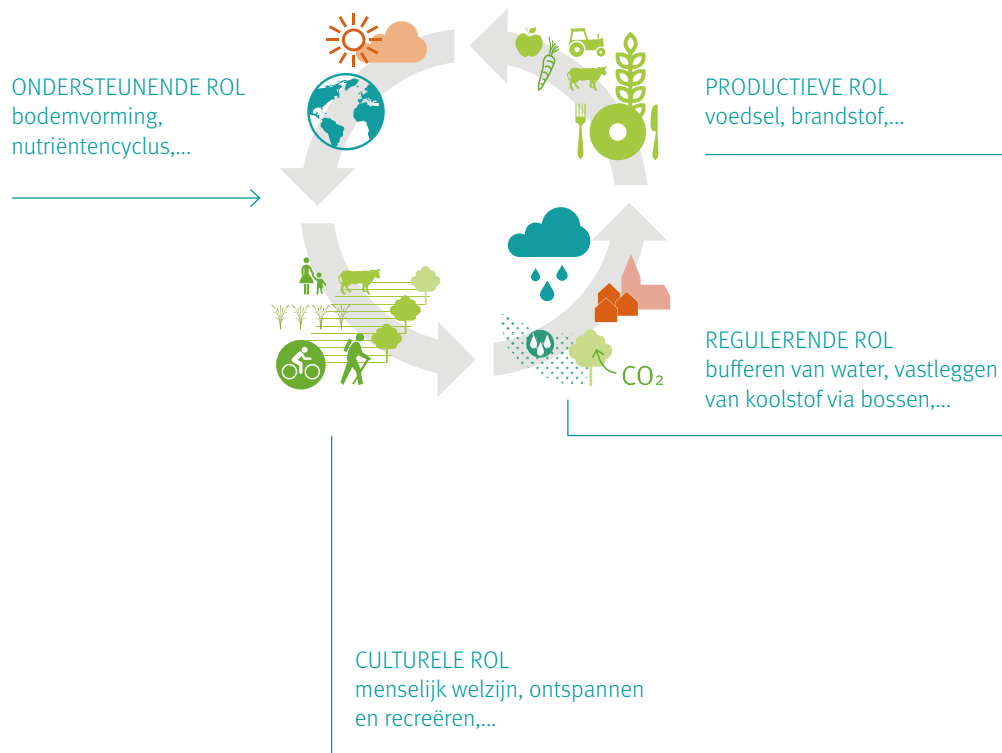 ONDERSTEUNENDE ROL
bodemvorming,
nutriëntencyclus,...
PRODUCTIEVE ROL
voedsel, brandstof,...
REGULERENDE ROL
bufferen van water, vastleggen
van koolstof via bossen,...
CO₂
CULTURELE ROL
menselijk welzijn, ontspannen
en recreëren,...